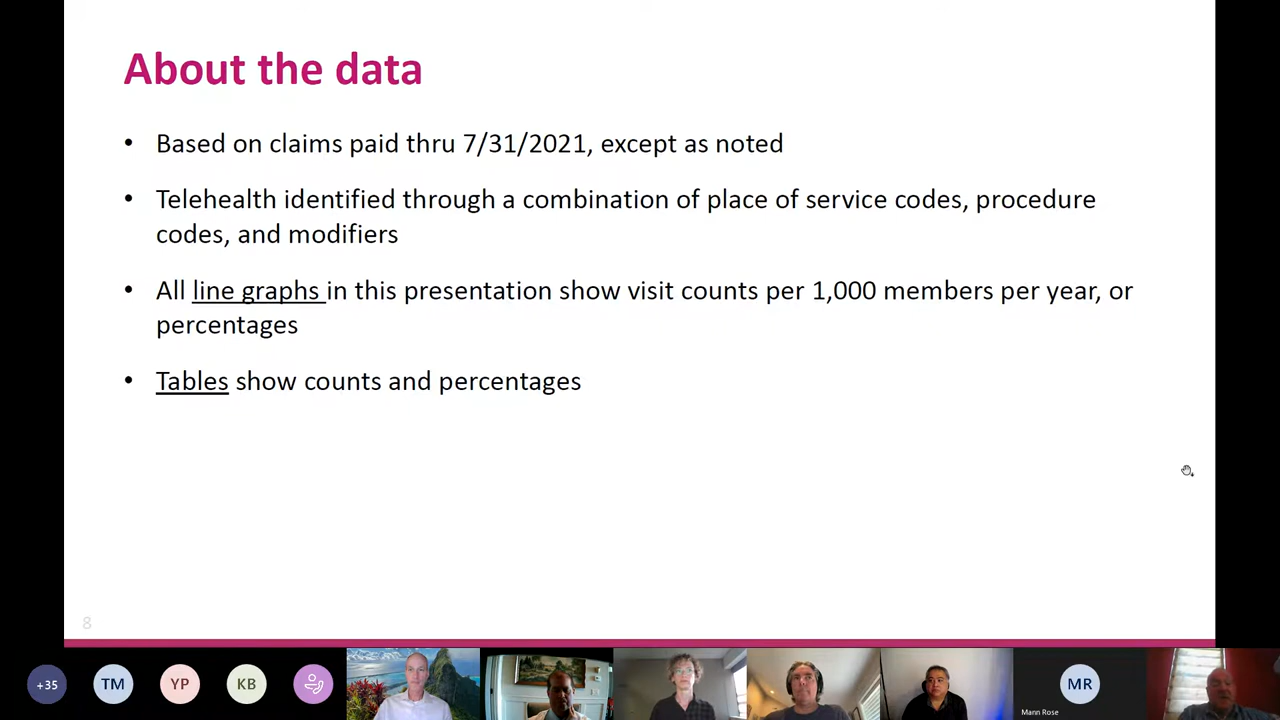 About the data
• Based on claims paid thru 7/31/2021, except as noted
• Telehealth identified through a combination of place of service codes, procedure
codes, and modifiers
• All line graphs in this presentation show visit counts per 1,000 members per year, or
percentages
• Tables show counts and percentages
8
+35
TM
YP
KB
MR
Mann Rose